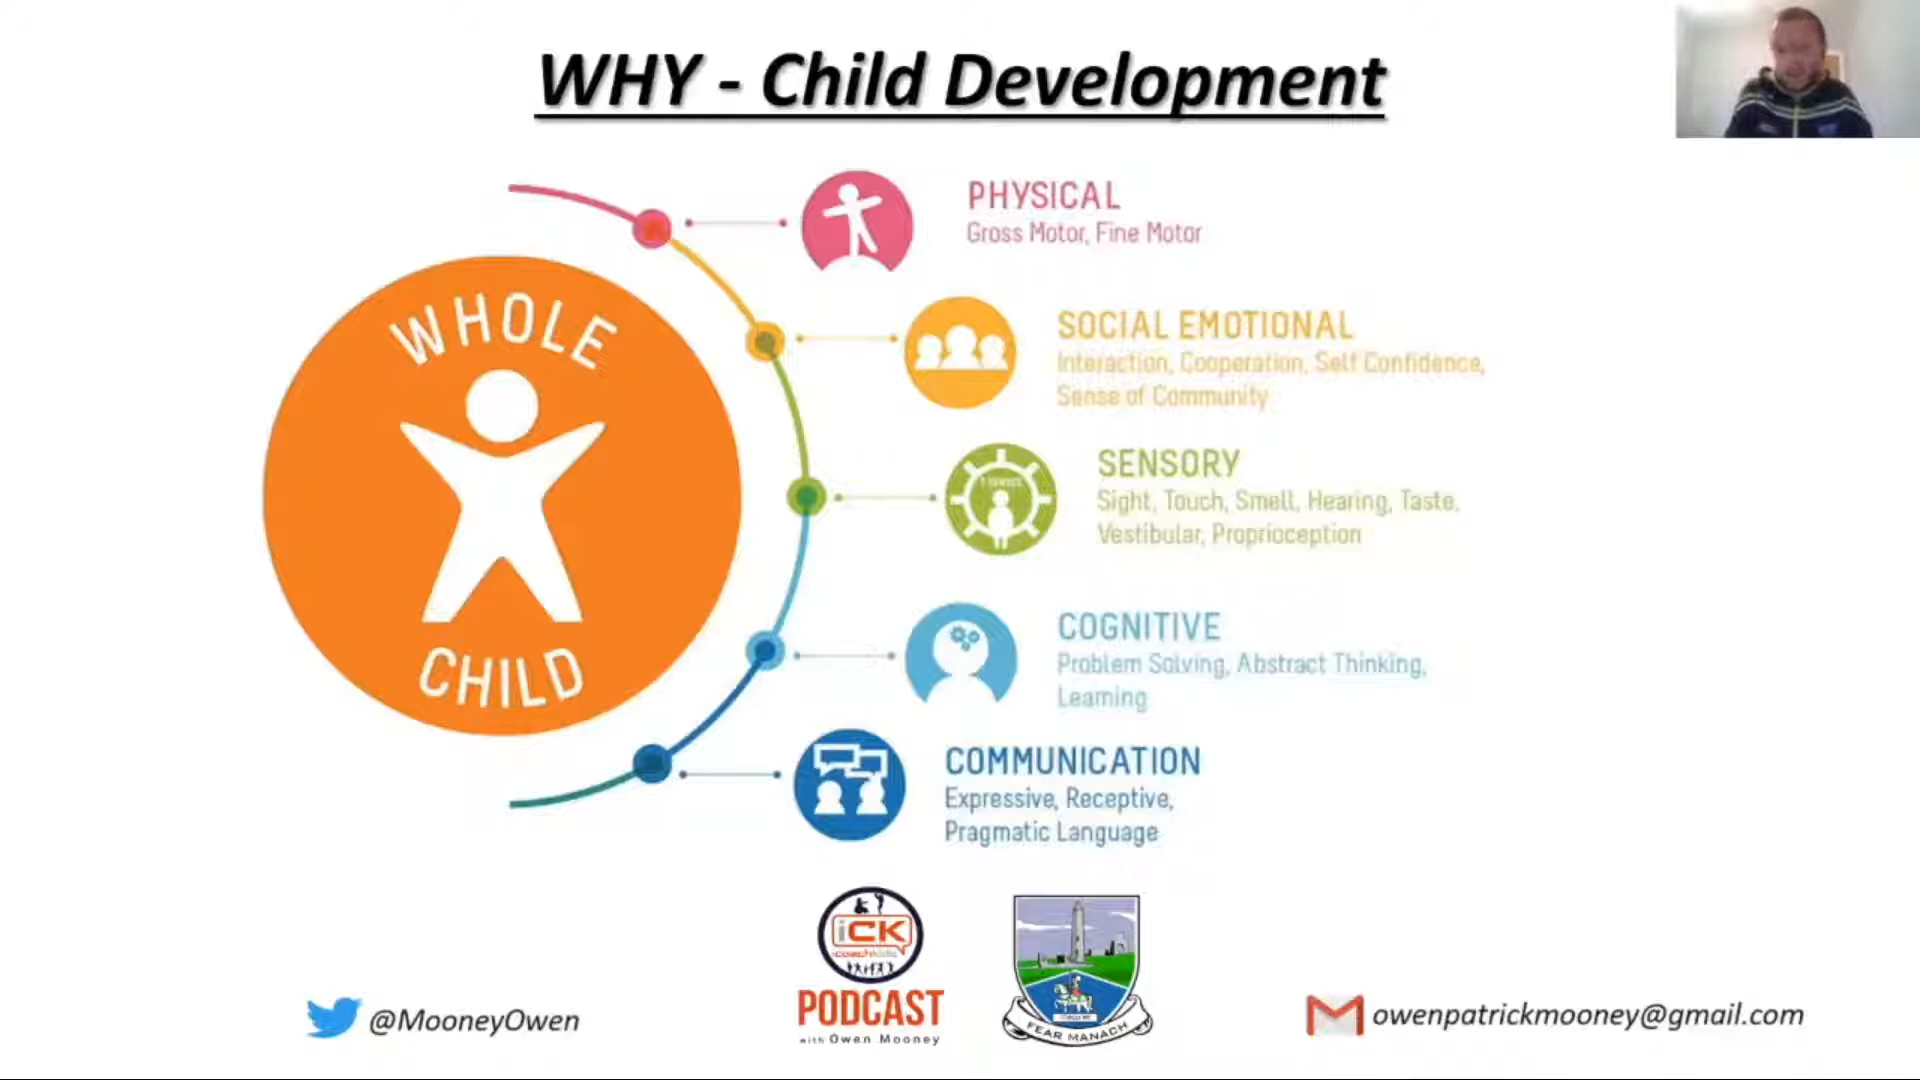 WHY - Child Development
WHOLE
CHILD
PHYSICAL
Gross Motor, Fine Motor
SOCIAL EMOTIONAL
Interaction, Cooperation, Self Confidence,
Sense of Community
SENSORY
Sight, Touch, Smell, Hearing, Taste,
Vestibular, Proprioception
COGNITIVE
Problem Solving, Abstract Thinking,
Learning
COMMUNICATION
Expressive, Receptive,
Pragmatic Language
@MooneyOwen
iCK
PODCAST
with Owen Mooney
FEAR MANACH
owenpatrickmooney@gmail.com